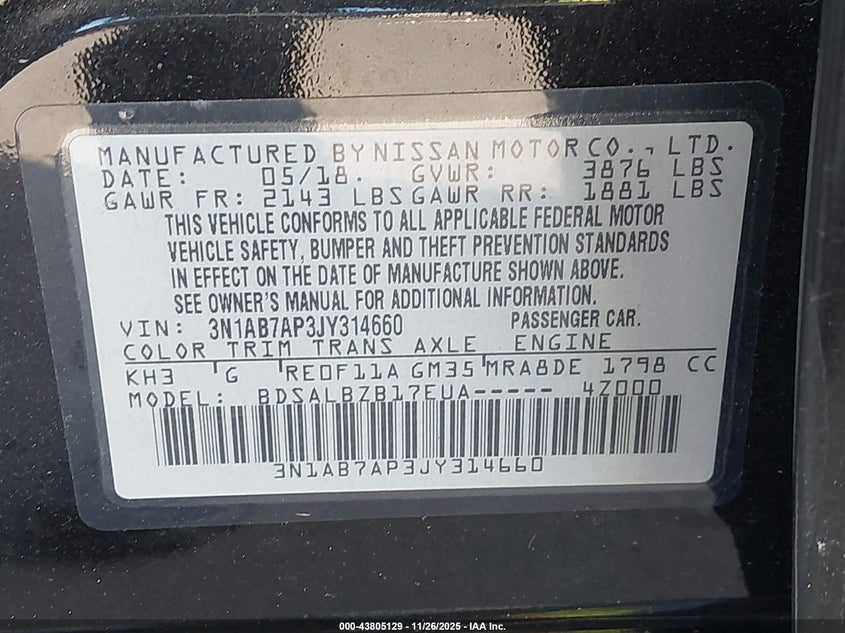 MANUFACTURED BY NISSAN MOTOR CO., LTD.
DATE: 05/18. GVWR: 3876 LBS
GAWR FR: 2143 LBS GAWR RR: 1881 LBS
THIS VEHICLE CONFORMS TO ALL APPLICABLE FEDERAL MOTOR
VEHICLE SAFETY, BUMPER AND THEFT PREVENTION STANDARDS
IN EFFECT ON THE DATE OF MANUFACTURE SHOWN ABOVE.
SEE OWNER'S MANUAL FOR ADDITIONAL INFORMATION.
VIN: 3N1AB7AP3JY314660 PASSENGER CAR.
COLOR TRIM TRANS AXLE ENGINE
KH3 G RE0F11A GM35 MRA8DE 1798 CC
MODEL: BDSALBZB17EUA----- 4Z000
3N1AB7AP3JY314660
000-43805129 - 11/26/2025 - IAA Inc.